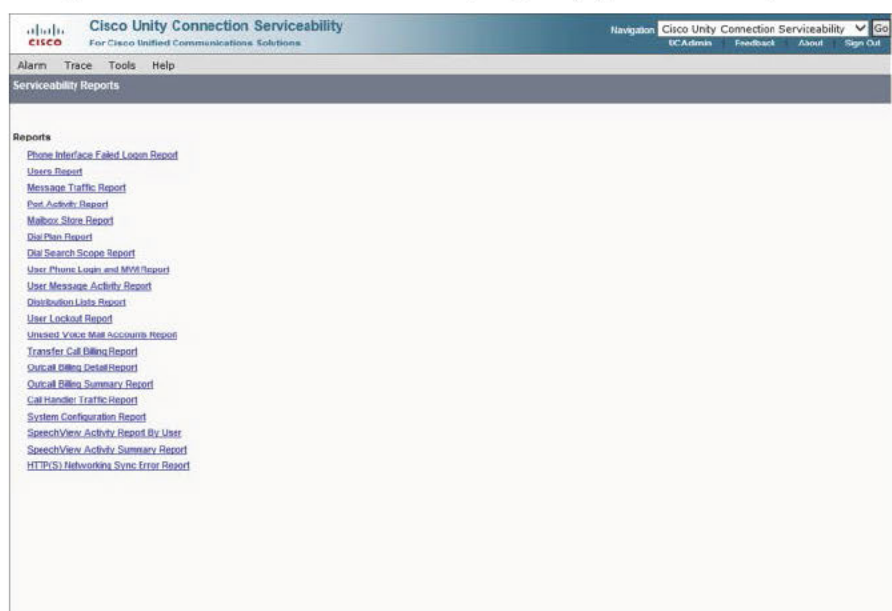 CISCO
Cisco Unity Connection Serviceability
For Cisco Unified Communications Solutions
Navigation Cisco Unity Connection Serviceability Go
UCAdmin Feedback About Sign Out
Alarm Trace Tools Help
Serviceability Reports
Reports
Phone Interface Failed Logon Report
Users Report
Message Traffic Report
Port Activity Report
Mailbox Store Report
Dial Plan Report
Dial Search Scope Report
User Phone Login and MWI Report
User Message Activity Report
Distribution Lists Report
User Lockout Report
Unused Voice Mail Accounts Report
Transfer Call Billing Report
Outcall Billing Detail Report
Outcall Billing Summary Report
Call Handler Traffic Report
System Configuration Report
SpeechView Activity Report By User
SpeechView Activity Summary Report
HTTP(S) Networking Sync Error Report